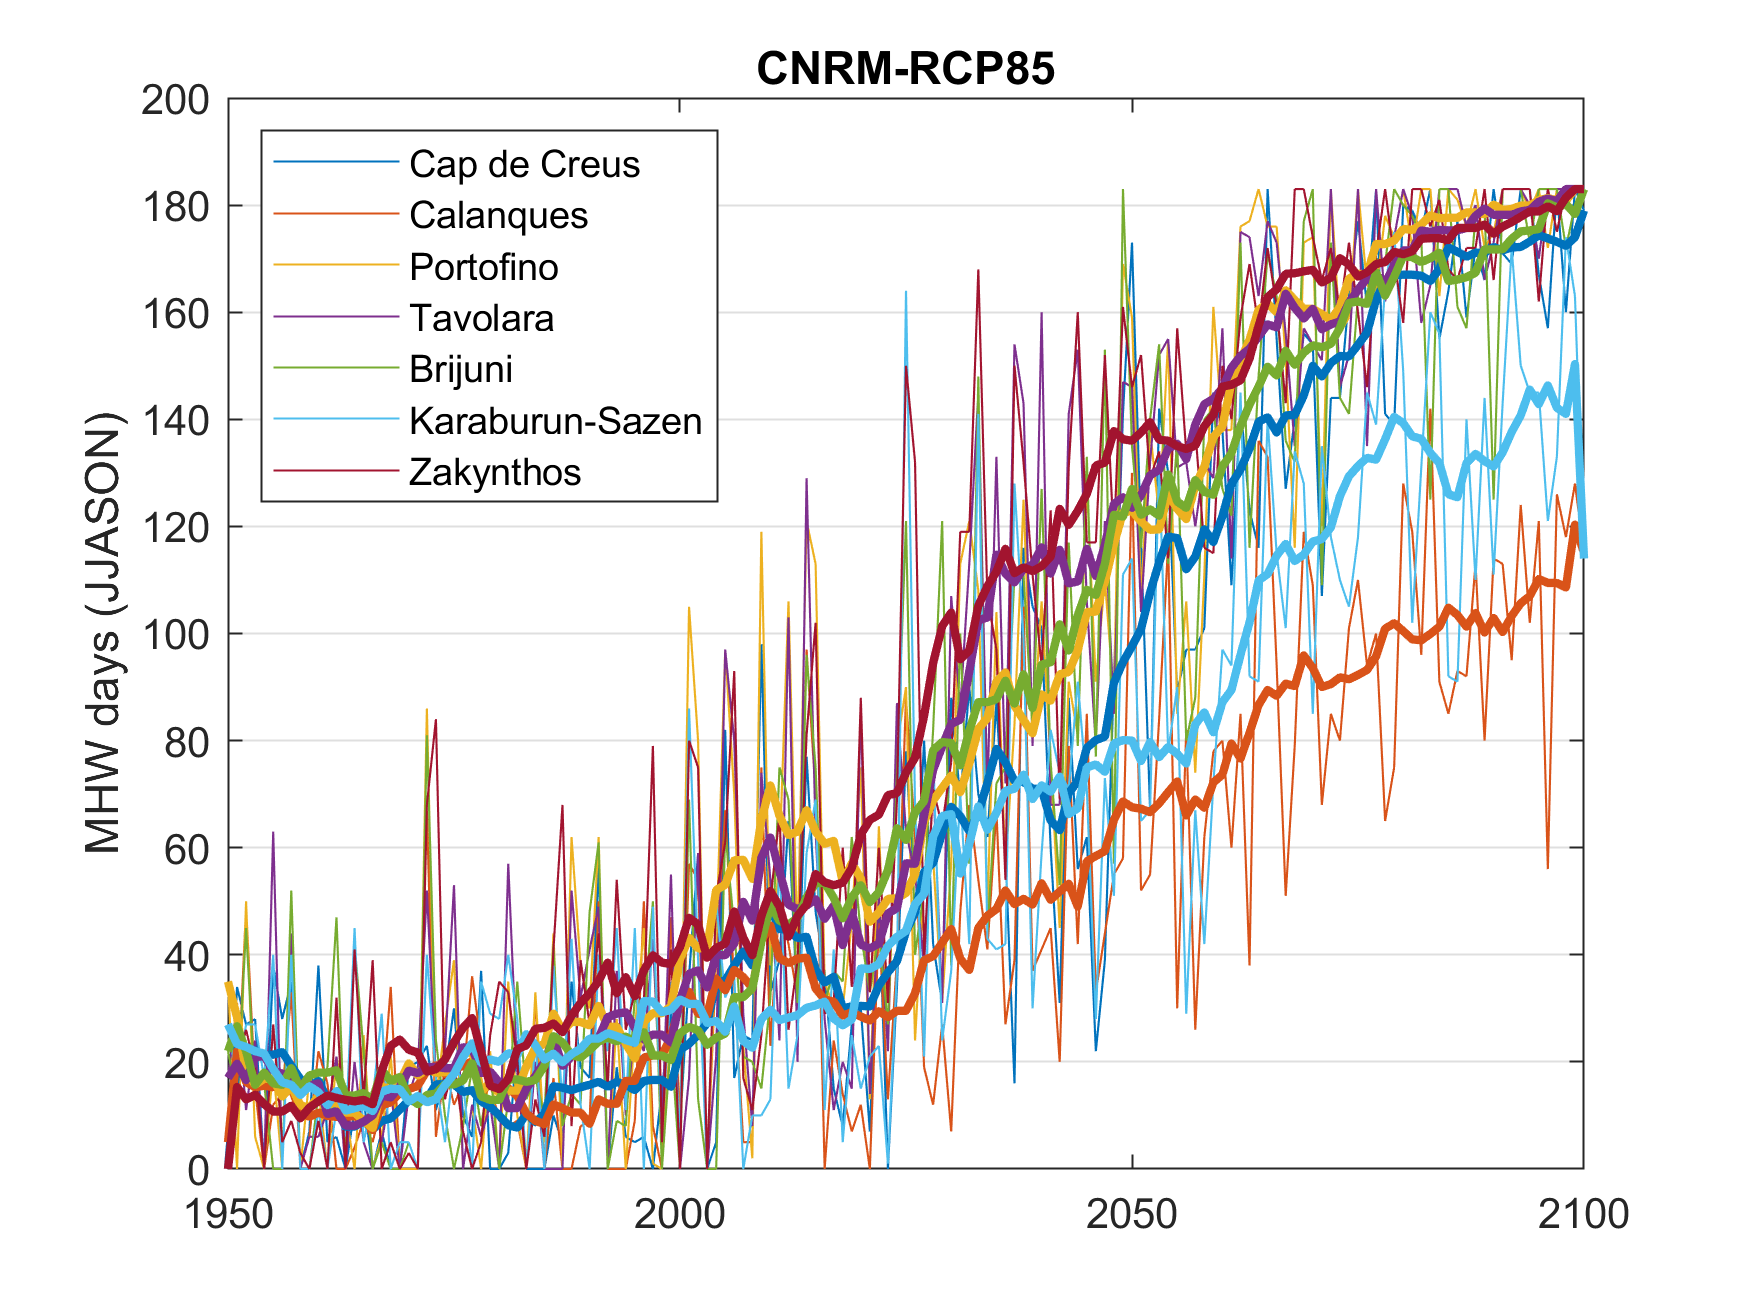 CNRM-RCP85
200
180
160
140
120
100
80
60
40
20
0
MHW days (JJASON)
Cap de Creus
Calanques
Portofino
Tavolara
Brijuni
Karaburun-Sazen
Zakynthos
1950
2000
2050
2100